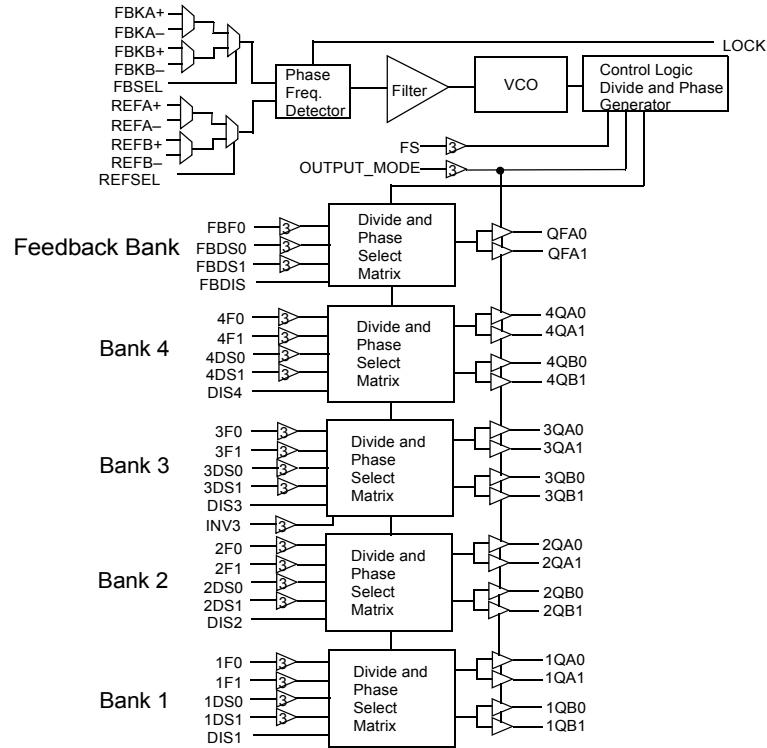 FBKA+
FBKA–
FBKB+
FBKB–
FBSEL
REFA+
REFA–
REFB+
REFB–
REFSEL
Phase
Freq.
Detector
Filter
VCO
Control Logic
Divide and Phase
Generator
LOCK
FS
3
OUTPUT_MODE
3
Feedback Bank
FBF0
3
FBDS0
3
FBDS1
3
FBDIS
Divide and
Phase
Select
Matrix
QFA0
QFA1
Bank 4
4F0
3
4F1
3
4DS0
3
4DS1
3
DIS4
Divide and
Phase
Select
Matrix
4QA0
4QA1
4QB0
4QB1
Bank 3
3F0
3
3F1
3
3DS0
3
3DS1
3
DIS3
INV3
3
Divide and
Phase
Select
Matrix
3QA0
3QA1
3QB0
3QB1
Bank 2
2F0
3
2F1
3
2DS0
3
2DS1
3
DIS2
Divide and
Phase
Select
Matrix
2QA0
2QA1
2QB0
2QB1
Bank 1
1F0
3
1F1
3
1DS0
3
1DS1
3
DIS1
Divide and
Phase
Select
Matrix
1QA0
1QA1
1QB0
1QB1